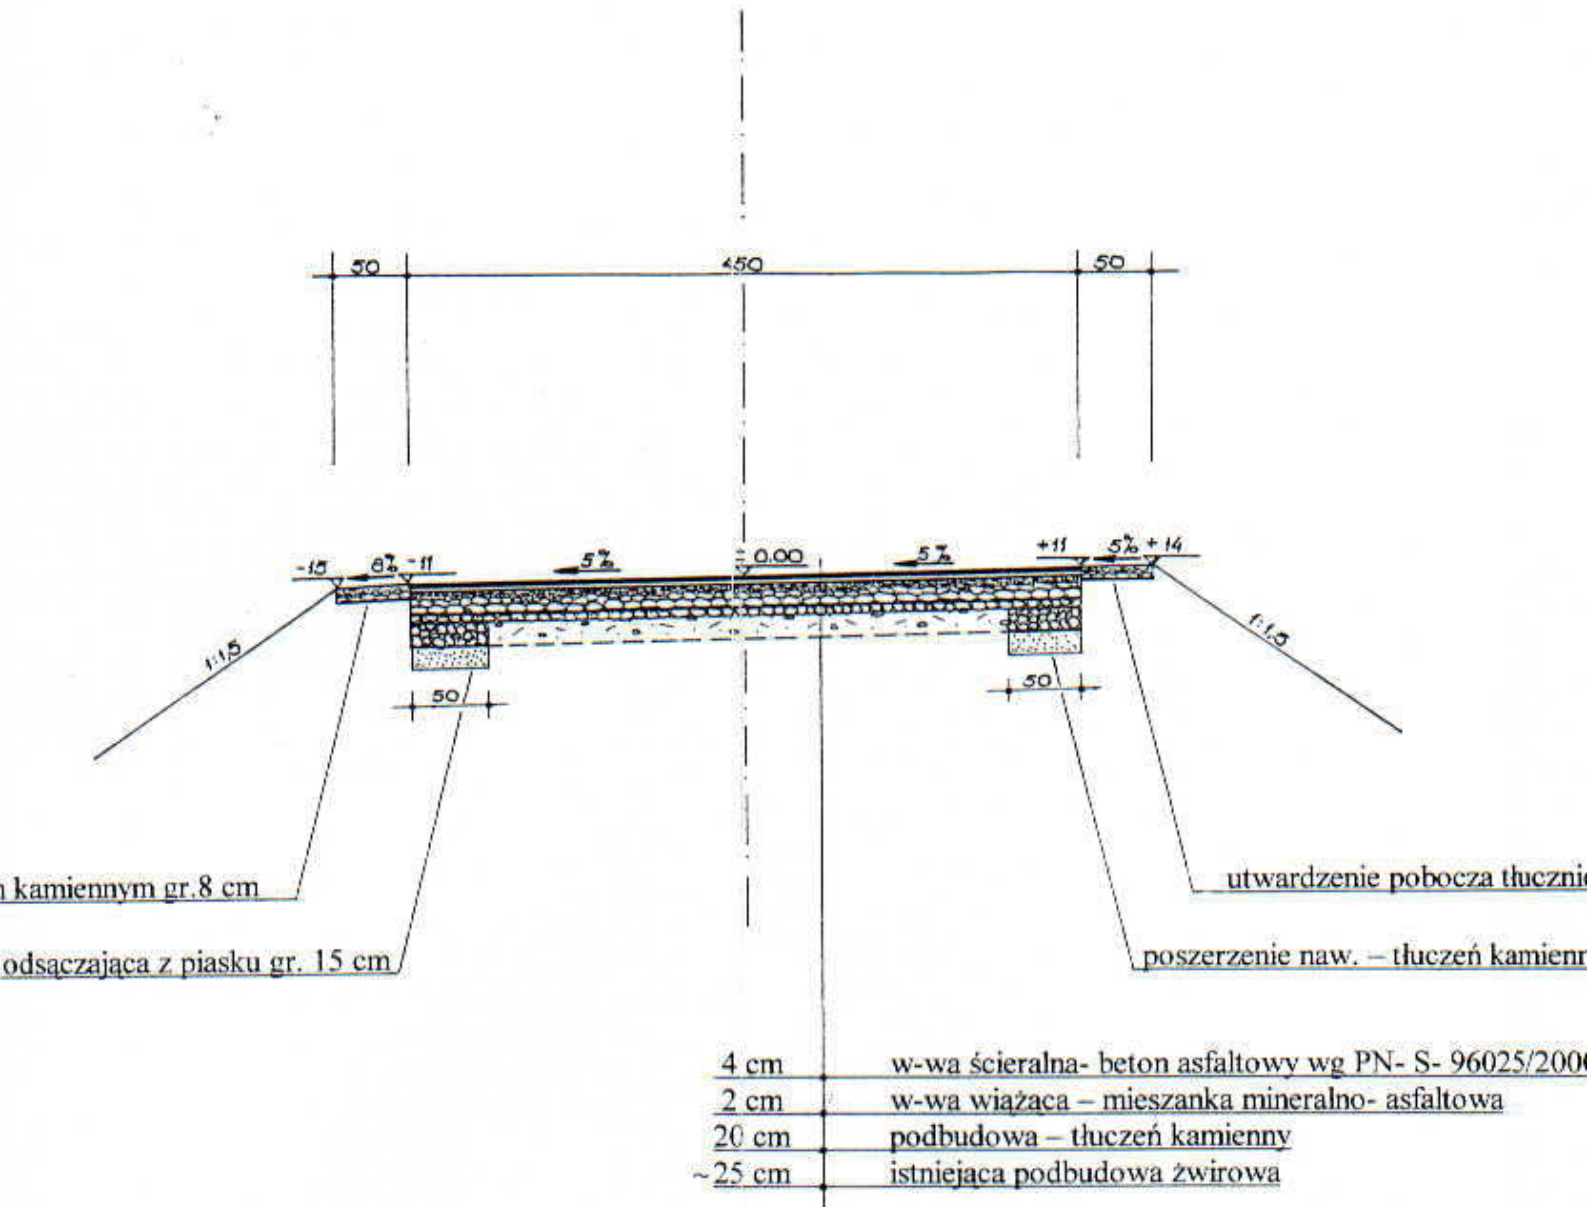 50 450 50
-15 8% -11 5% 0.00 5% +11 5% +14
1:1,5 1:1,5
50 50
kamiennym gr.8 cm
utwardzenie pobocza
odsączająca z piasku gr. 15 cm
poszerzenie naw. – tłuczeń
4 cm w-wa ścieralna- beton asfaltowy wg PN- S- 96025/200
2 cm w-wa wiążąca – mieszanka mineralno- asfaltowa
20 cm podbudowa – tłuczeń kamienny
~25 cm istniejąca podbudowa żwirowa